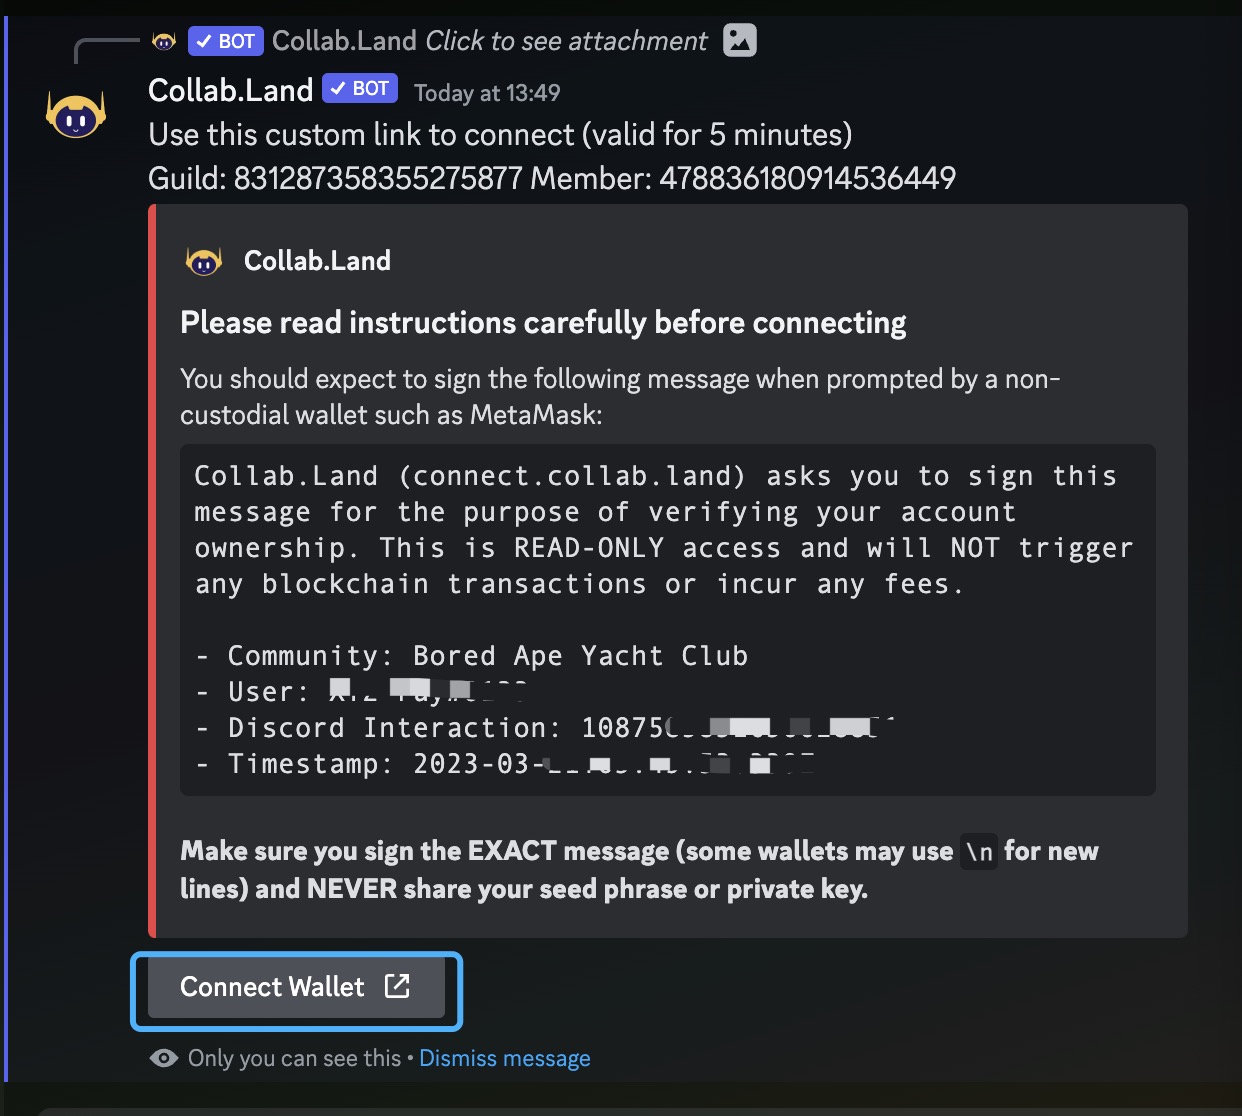 BOT Collab.Land Click to see attachment
Collab.Land BOT Today at 13:49
Use this custom link to connect (valid for 5 minutes)
Guild: 831287358355275877 Member: 478836180914536449
Collab.Land
Please read instructions carefully before connecting
You should expect to sign the following message when prompted by a non-
custodial wallet such as MetaMask:
Collab.Land (connect.collab.land) asks you to sign this
message for the purpose of verifying your account
ownership. This is READ-ONLY access and will NOT trigger
any blockchain transactions or incur any fees.
- Community: Bored Ape Yacht Club
- User:
- Discord Interaction: 10875
- Timestamp: 2023-03-
Make sure you sign the EXACT message (some wallets may use \n for new
lines) and NEVER share your seed phrase or private key.
Connect Wallet
Only you can see this • Dismiss message